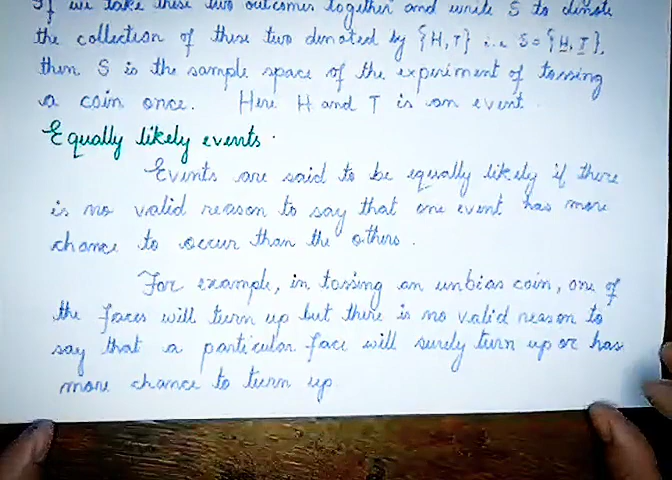 If we take these two outcomes together and write S to denote
the collection of these two denoted by {H, T} i.e S = {H, T},
then S is the sample space of the experiment of tossing
a coin once. Here H and T is an event.
Equally likely events.
Events are said to be equally likely if there
is no valid reason to say that one event has more
chance to occur than the others.
For example, in tossing an unbias coin, one of
the faces will turn up but there is no valid reason to
say that a particular face will surely turn up or has
more chance to turn up